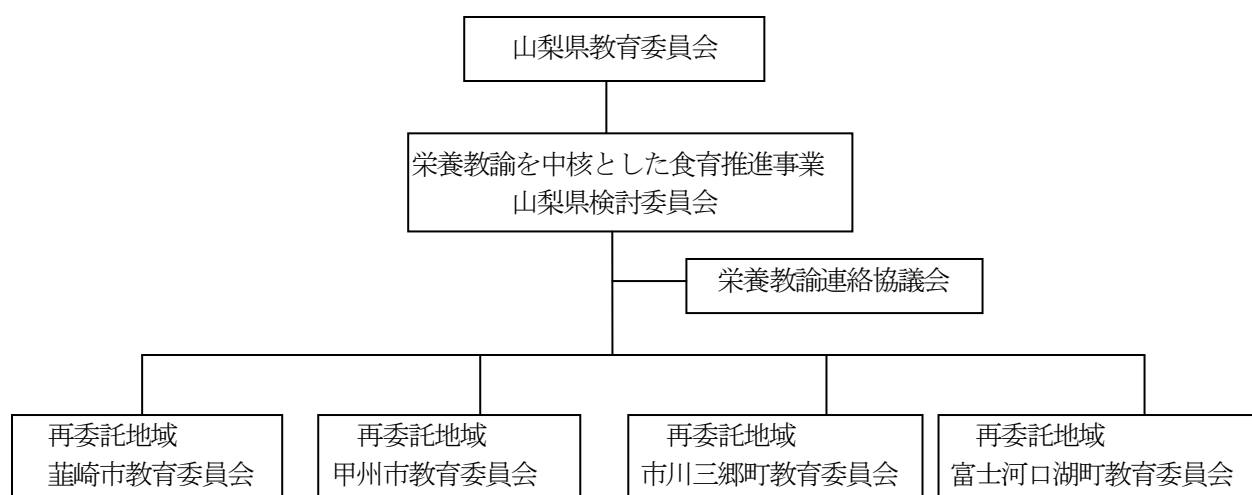 山梨県教育委員会
栄養教諭を中核とした食育推進事業
山梨県検討委員会
栄養教諭連絡協議会
再委託地域
韮崎市教育委員会
再委託地域
甲州市教育委員会
再委託地域
市川三郷町教育委員会
再委託地域
富士河口湖町教育委員会